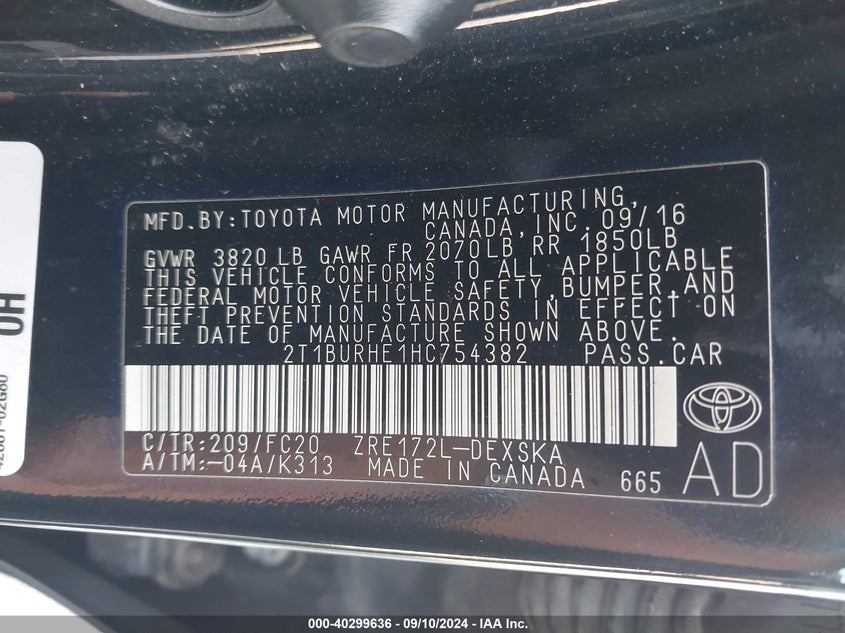 MFD.BY:TOYOTA MOTOR MANUFACTURING,
CANADA,INC. 09/16
GVWR 3820LB GAWR FR 2070LB RR 1850LB
THIS VEHICLE CONFORMS TO ALL APPLICABLE
FEDERAL MOTOR VEHICLE SAFETY,BUMPER,AND
THEFT PREVENTION STANDARDS IN EFFECT ON
THE DATE OF MANUFACTURE SHOWN ABOVE.
2T1BURHE1HC754382 PASS.CAR
C/TR:209/FC20 ZRE172L-DEXSKA
A/TM:-04A/K313 MADE IN CANADA 665 AD
OH
000-40299636 - 09/10/2024 - IAA Inc.